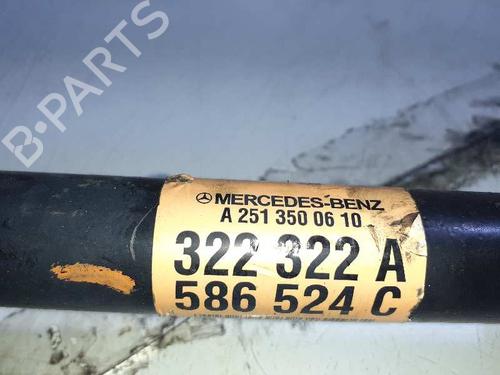 B-PARTS
MERCEDES-BENZ
A 251 350 06 10
322 322 A
586 524 C